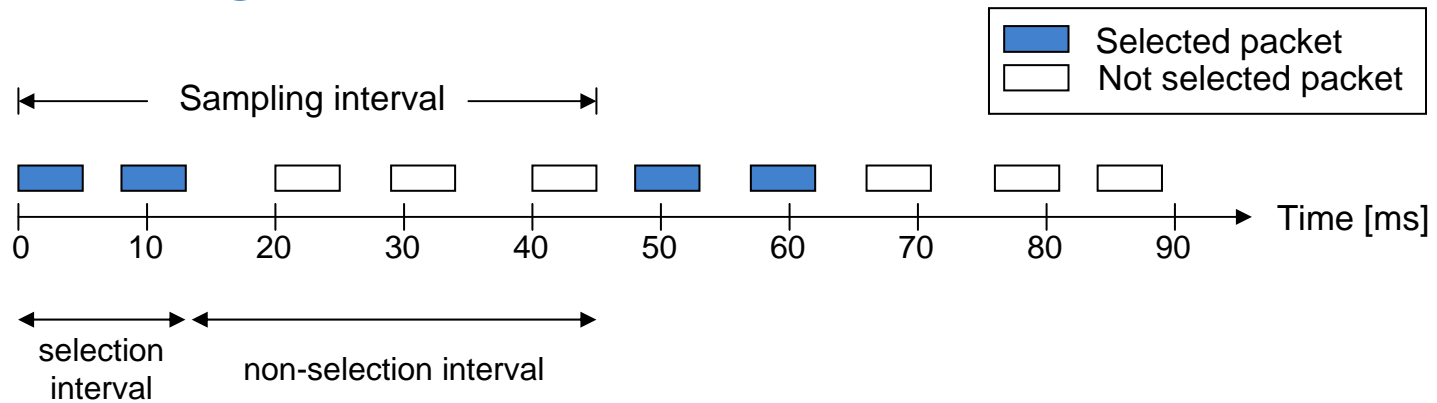 Selected packet
Not selected packet
Sampling interval
Time [ms]
0 10 20 30 40 50 60 70 80 90
selection
interval
non-selection interval